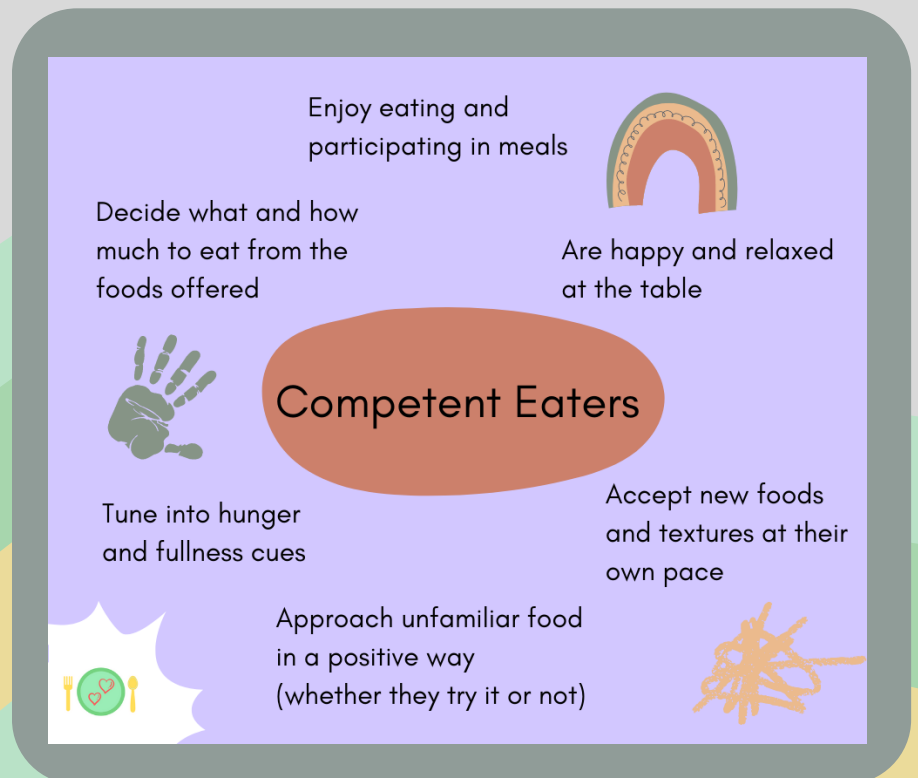 Enjoy eating and
participating in meals
Decide what and how
much to eat from the
foods offered
Are happy and relaxed
at the table
Competent Eaters
Tune into hunger
and fullness cues
Accept new foods
and textures at their
own pace
Approach unfamiliar food
in a positive way
(whether they try it or not)